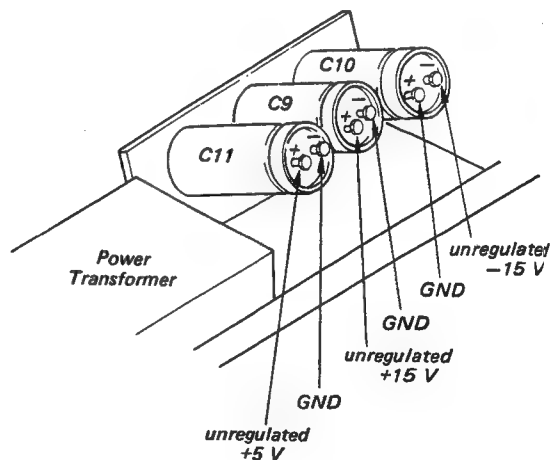 C10
+ −
C9
+ −
C11
+ −
Power
Transformer
unregulated
−15 V
GND
GND
unregulated
+15 V
GND
unregulated
+5 V